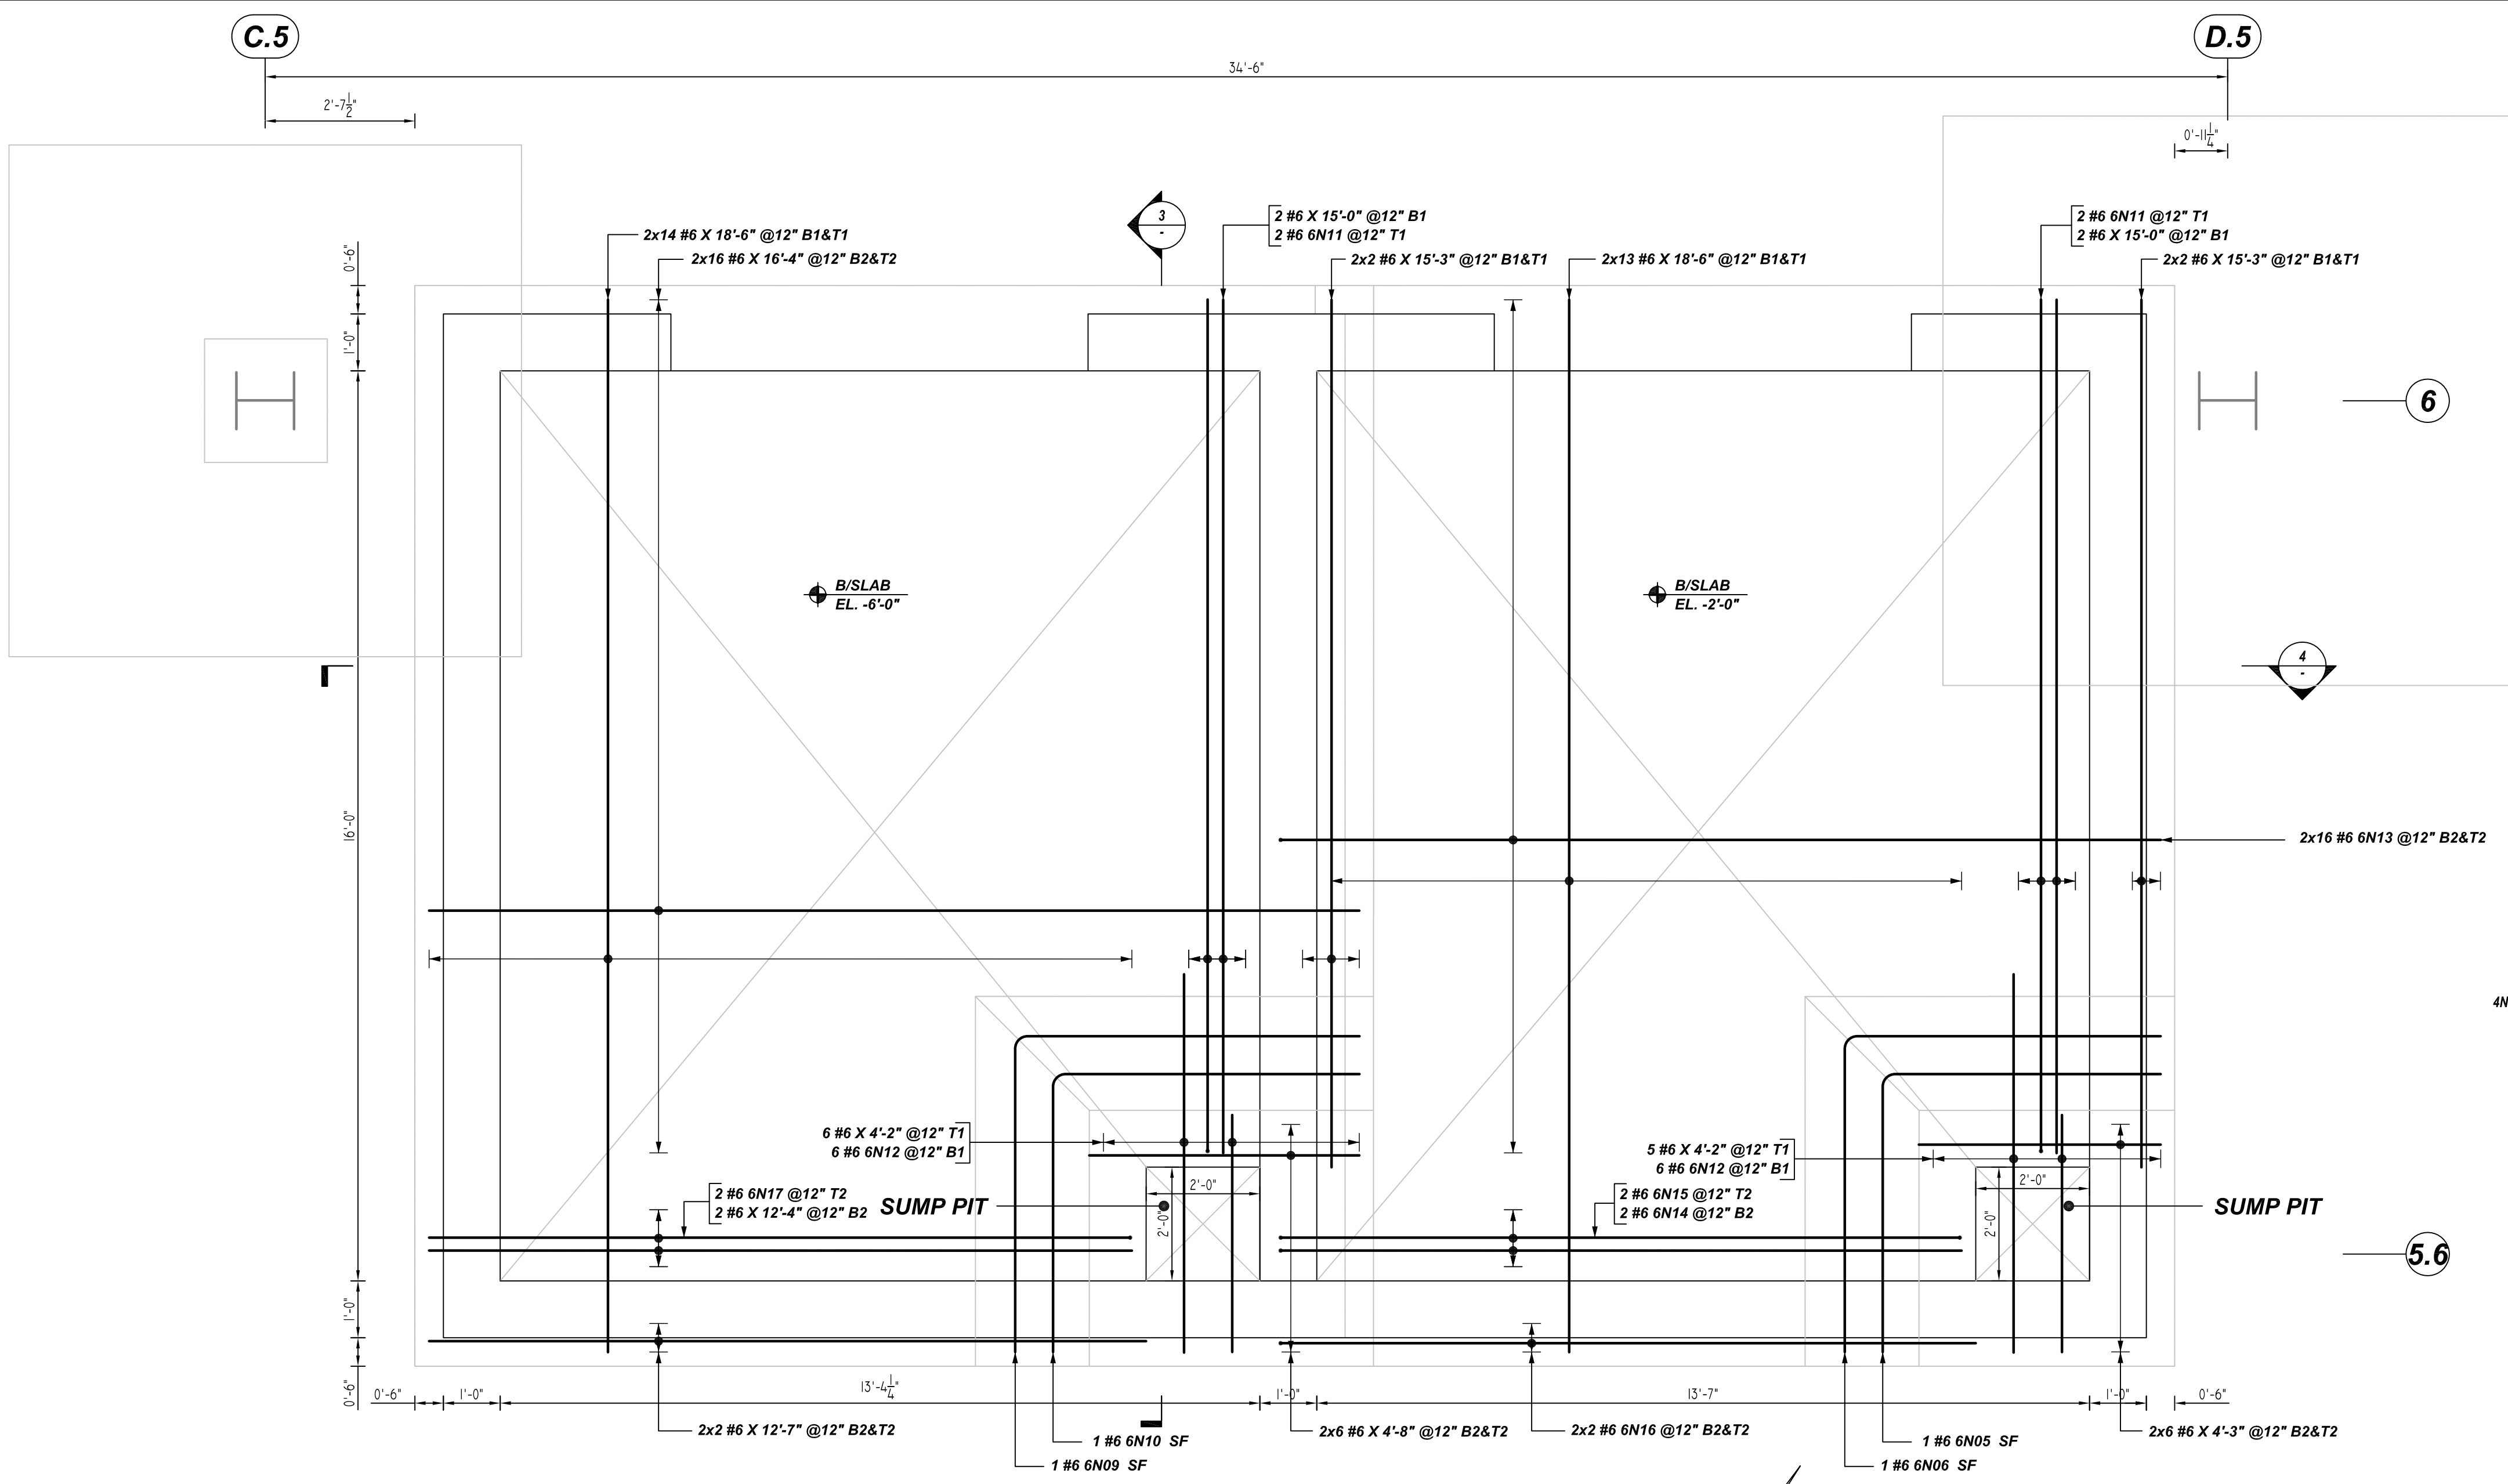 C.5
D.5
34'-6"
2'-7 1/2"
0'-11 1/4"
3
-
2 #6 X 15'-0" @12" B1
2 #6 6N11 @12" T1
2 #6 6N11 @12" T1
2 #6 X 15'-0" @12" B1
2x14 #6 X 18'-6" @12" B1&T1
2x16 #6 X 16'-4" @12" B2&T2
2x2 #6 X 15'-3" @12" B1&T1
2x13 #6 X 18'-6" @12" B1&T1
2x2 #6 X 15'-3" @12" B1&T1
0'-6"
1'-0"
6
B/SLAB
EL. -6'-0"
B/SLAB
EL. -2'-0"
4
-
16'-0"
2x16 #6 6N13 @12" B2&T2
4N
6 #6 X 4'-2" @12" T1
6 #6 6N12 @12" B1
5 #6 X 4'-2" @12" T1
6 #6 6N12 @12" B1
2 #6 6N17 @12" T2
2 #6 X 12'-4" @12" B2
SUMP PIT
2'-0"
2'-0"
2 #6 6N15 @12" T2
2 #6 6N14 @12" B2
2'-0"
2'-0"
SUMP PIT
5.6
1'-0"
0'-6"
0'-6"
1'-0"
13'-4 1/4"
1'-0"
13'-7"
1'-0"
0'-6"
2x2 #6 X 12'-7" @12" B2&T2
1 #6 6N10 SF
1 #6 6N09 SF
2x6 #6 X 4'-8" @12" B2&T2
2x2 #6 6N16 @12" B2&T2
1 #6 6N05 SF
1 #6 6N06 SF
2x6 #6 X 4'-3" @12" B2&T2